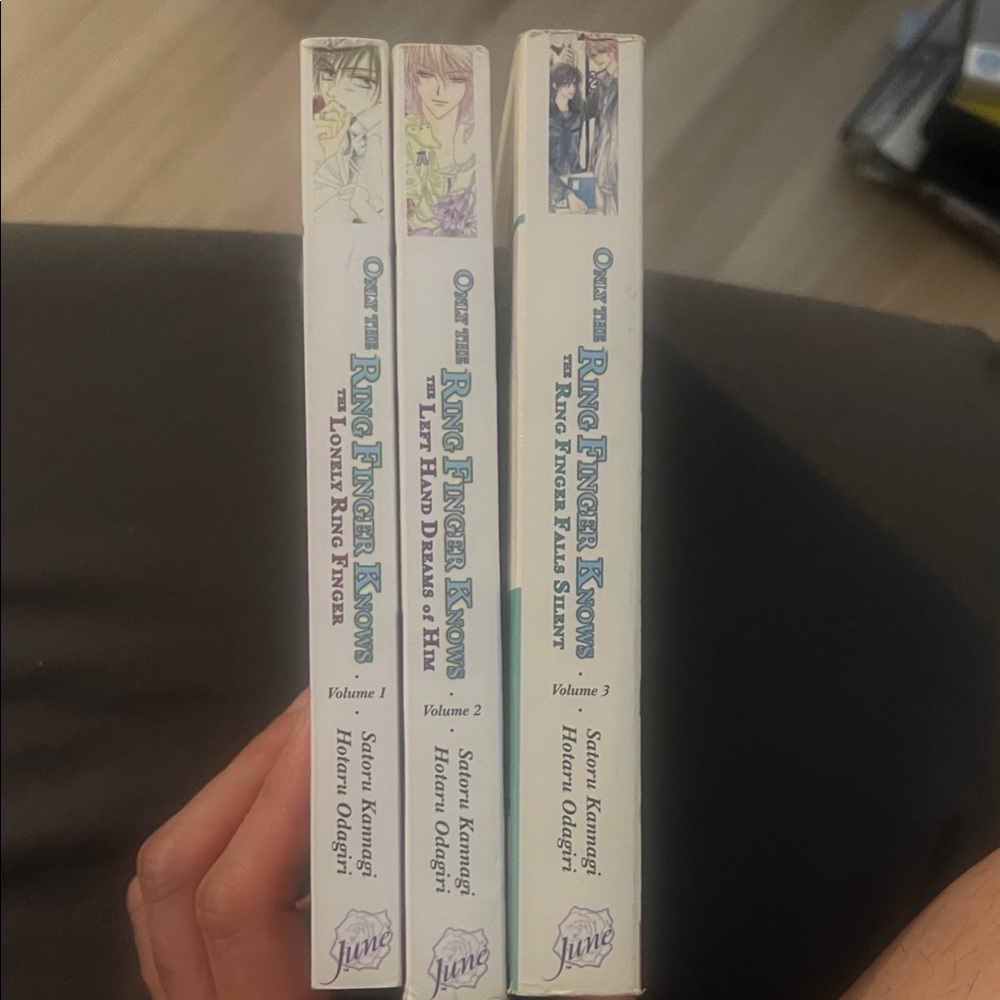 ONLY THE RING FINGER KNOWS
THE LONELY RING FINGER
Volume 1
Satoru Kannagi
Hotaru Odagiri
June
ONLY THE RING FINGER KNOWS
THE LEFT HAND DREAMS of HIM
Volume 2
Satoru Kannagi
Hotaru Odagiri
June
ONLY THE RING FINGER KNOWS
THE RING FINGER FALLS SILENT
Volume 3
Satoru Kannagi
Hotaru Odagiri
June